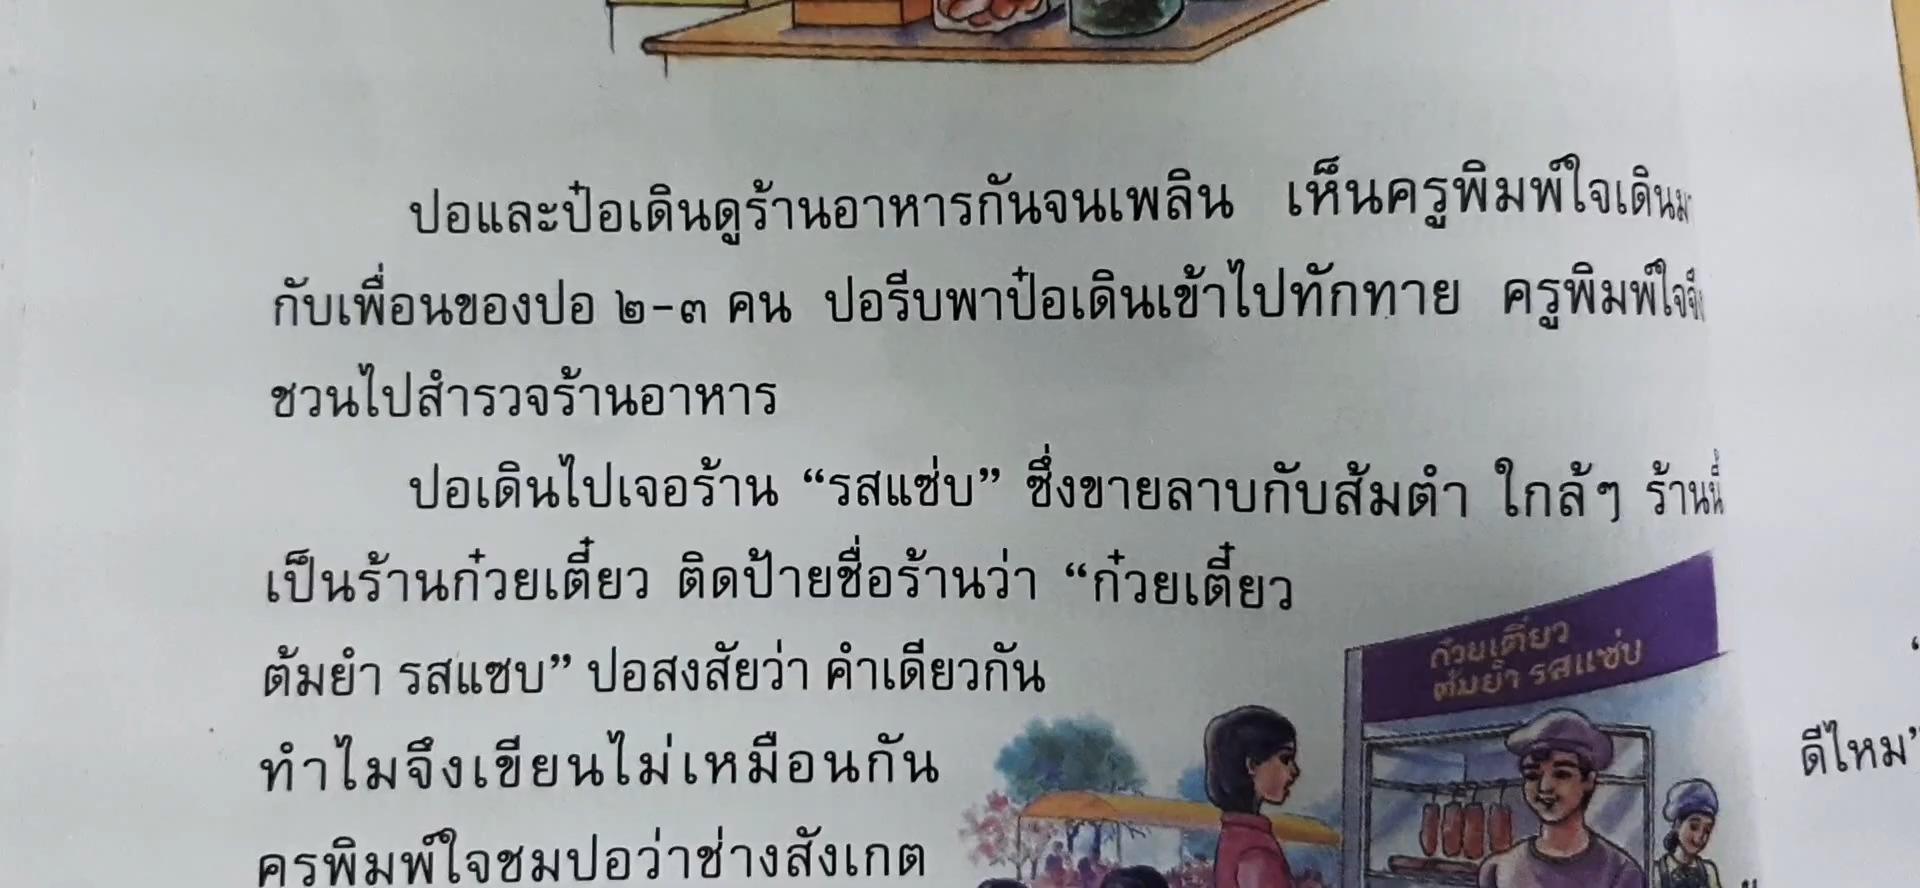 ปอและป๋อเดินดูร้านอาหารกันจนเพลิน เห็นครูพิมพ์ใจเดินมา
กับเพื่อนของปอ ๒-๓ คน ปอรีบพาป๋อเดินเข้าไปทักทาย ครูพิมพ์ใจ
ชวนไปสำรวจร้านอาหาร
ปอเดินไปเจอร้าน “รสแซ่บ” ซึ่งขายลาบกับส้มตำ ใกล้ๆ ร้านนี้
เป็นร้านก๋วยเตี๋ยว ติดป้ายชื่อร้านว่า “ก๋วยเตี๋ยว
ต้มยำ รสแซบ” ปอสงสัยว่า คำเดียวกัน
ทำไมจึงเขียนไม่เหมือนกัน
ครูพิมพ์ใจชมปอว่าช่างสังเกต
ก๋วยเตี๋ยว
ต้มยำ รสแซ่บ
ดีไหม”